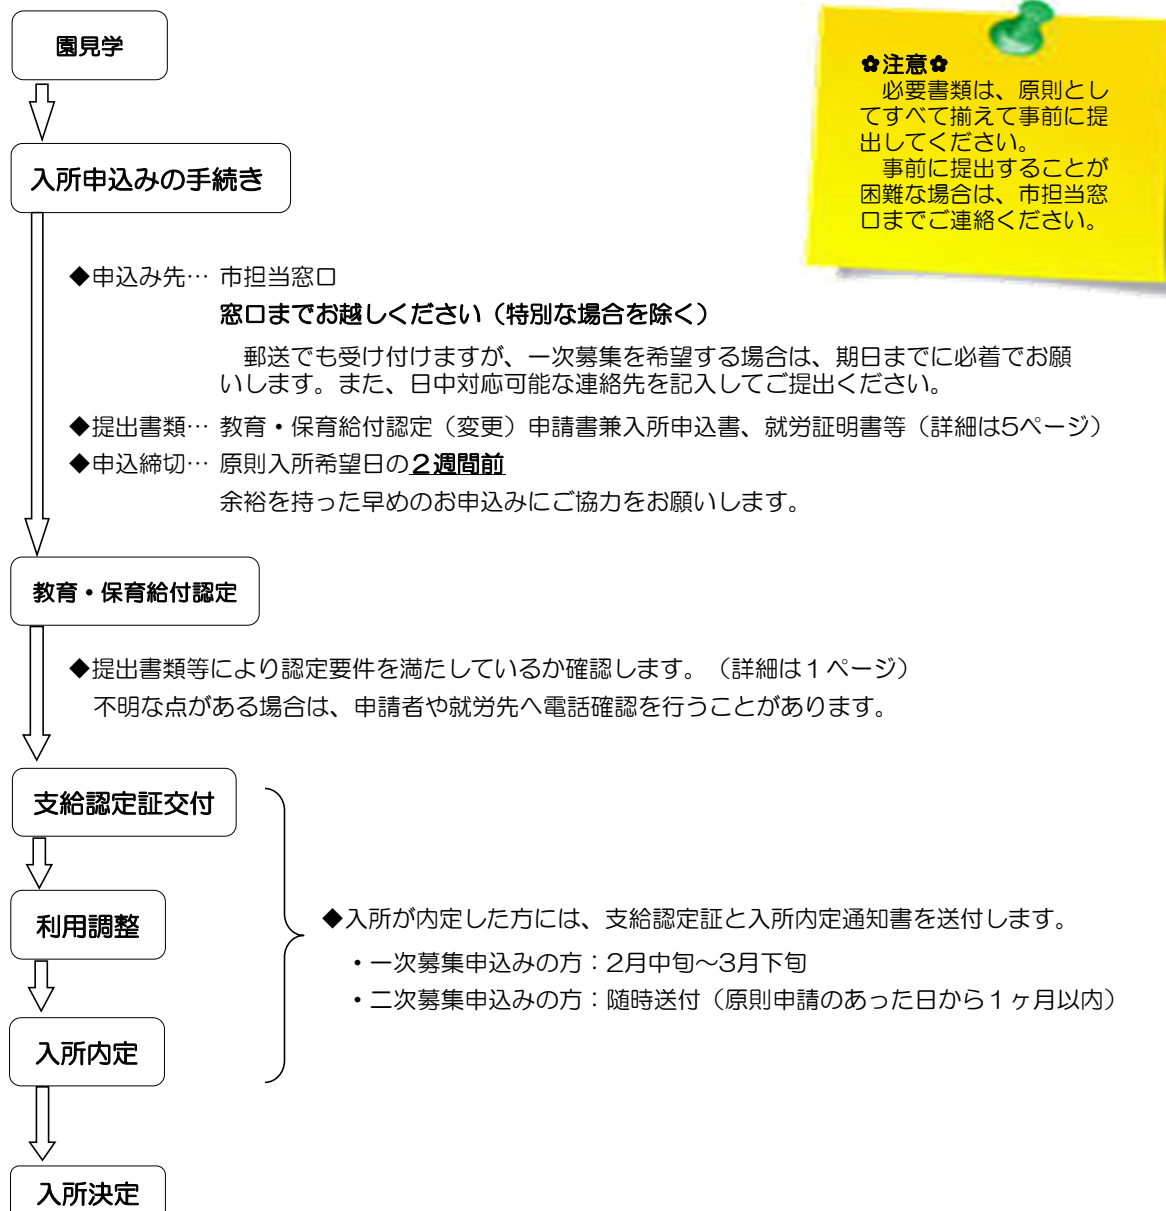 園見学
✿注意✿
必要書類は、原則とし
てすべて揃えて事前に提
出してください。
事前に提出することが
困難な場合は、市担当窓
口までご連絡ください。
入所申込みの手続き
◆申込み先… 市担当窓口
窓口までお越しください（特別な場合を除く）
郵送でも受け付けますが、一次募集を希望する場合は、期日までに必着でお願
いします。また、日中対応可能な連絡先を記入してご提出ください。
◆提出書類… 教育・保育給付認定（変更）申請書兼入所申込書、就労証明書等（詳細は5ページ）
◆申込締切… 原則入所希望日の２週間前
余裕を持った早めのお申込みにご協力をお願いします。
教育・保育給付認定
◆提出書類等により認定要件を満たしているか確認します。（詳細は１ページ）
不明な点がある場合は、申請者や就労先へ電話確認を行うことがあります。
支給認定証交付
利用調整
◆入所が内定した方には、支給認定証と入所内定通知書を送付します。
・一次募集申込みの方：2月中旬～3月下旬
・二次募集申込みの方：随時送付（原則申請のあった日から１ヶ月以内）
入所内定
入所決定